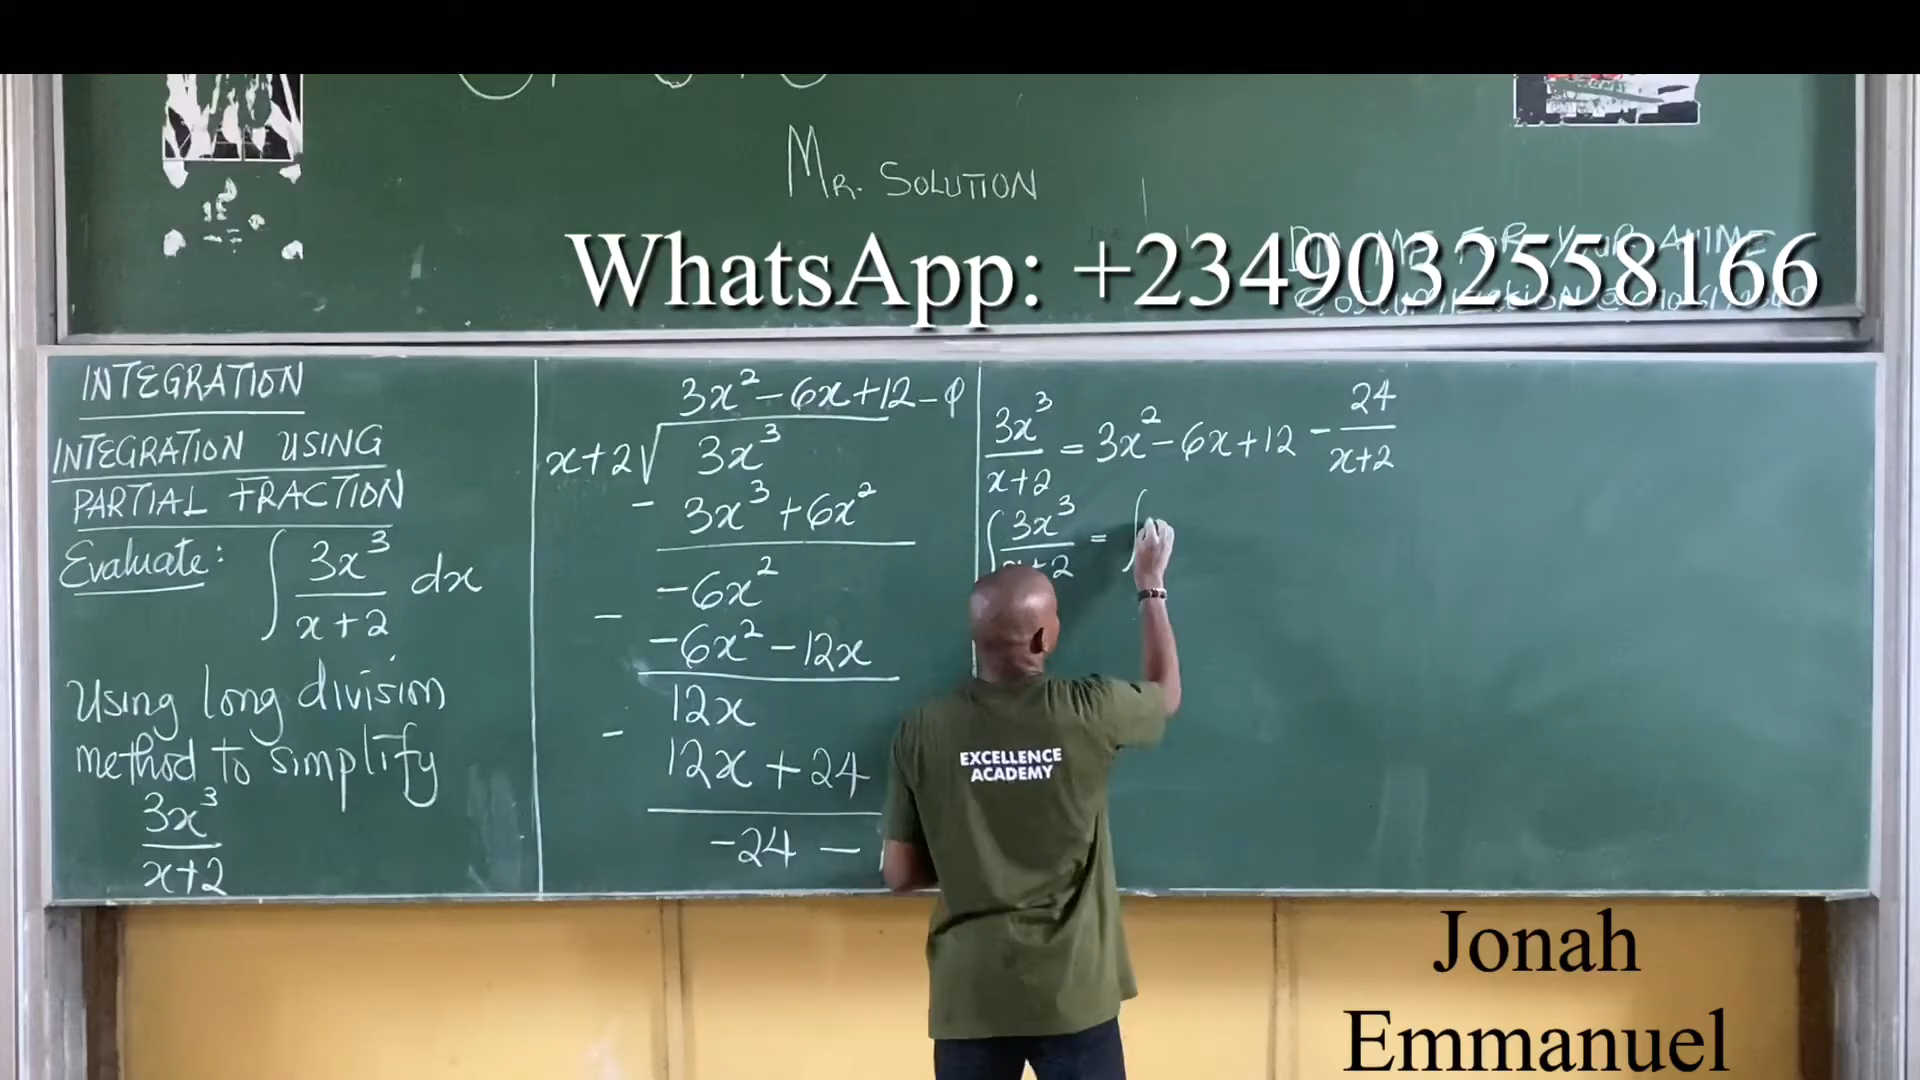 MR. SOLUTION
WhatsApp: +2349032558166
INTEGRATION
INTEGRATION USING
PARTIAL FRACTION
Evaluate: ∫ 3x³/(x+2) dx
Using long division
method to simplify
3x³
x+2
3x² - 6x + 12 - Q
x+2 √ 3x³
- 3x³ + 6x²
-6x²
- -6x² - 12x
12x
- 12x + 24
-24 -
3x³/(x+2) = 3x² - 6x + 12 - 24/(x+2)
∫ 3x³/(x+2) = ∫
EXCELLENCE
ACADEMY
Jonah
Emmanuel